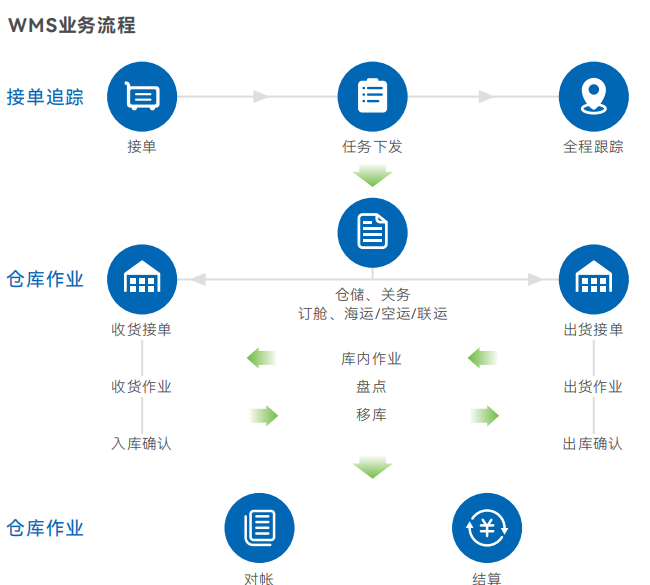 WMS业务流程
接单追踪
接单
任务下发
全程跟踪
仓库作业
仓储、关务
订舱、海运/空运/联运
收货接单
出货接单
库内作业
收货作业
盘点
出货作业
移库
入库确认
出库确认
仓库作业
¥
对帐
结算